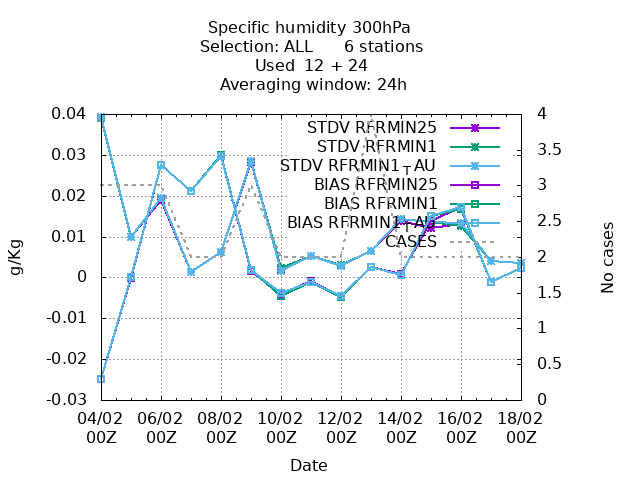 Specific humidity 300hPa
Selection: ALL      6 stations
Used  12 + 24
Averaging window: 24h
STDV RFRMIN25
STDV RFRMIN1
STDV RFRMIN1┬AU
BIAS RFRMIN25
BIAS RFRMIN1
BIAS RFRMIN1┬AU
CASES
g/Kg
0.04
0.03
0.02
0.01
0
-0.01
-0.02
-0.03
4
3.5
3
2.5
2
1.5
1
0.5
0
No cases
04/02 06/02 08/02 10/02 12/02 14/02 16/02 18/02
00Z 00Z 00Z 00Z 00Z 00Z 00Z 00Z
Date